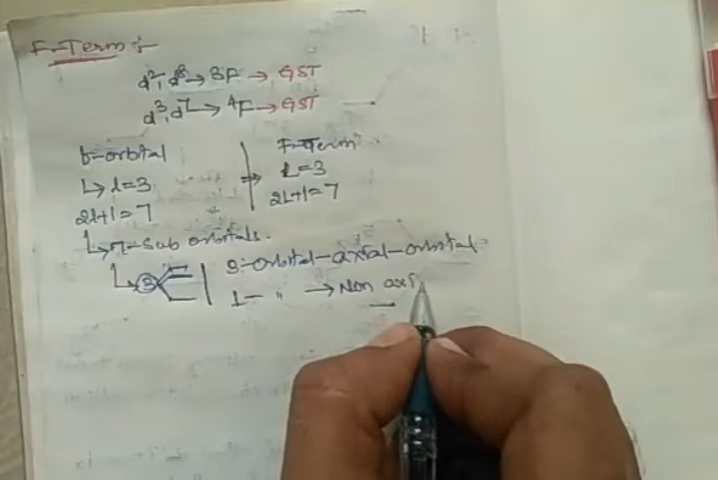 F-Term :-
d², d⁸ → 3F → GST
d³, d⁷ → ⁴F → GST
f-orbital
L→ l=3
2l+1=7
L→ 7-Sub orbitals.
⇒ F-Term
L=3
2L+1=7
L→ 3
3-orbital-axial-orbital
1- " → Non axi